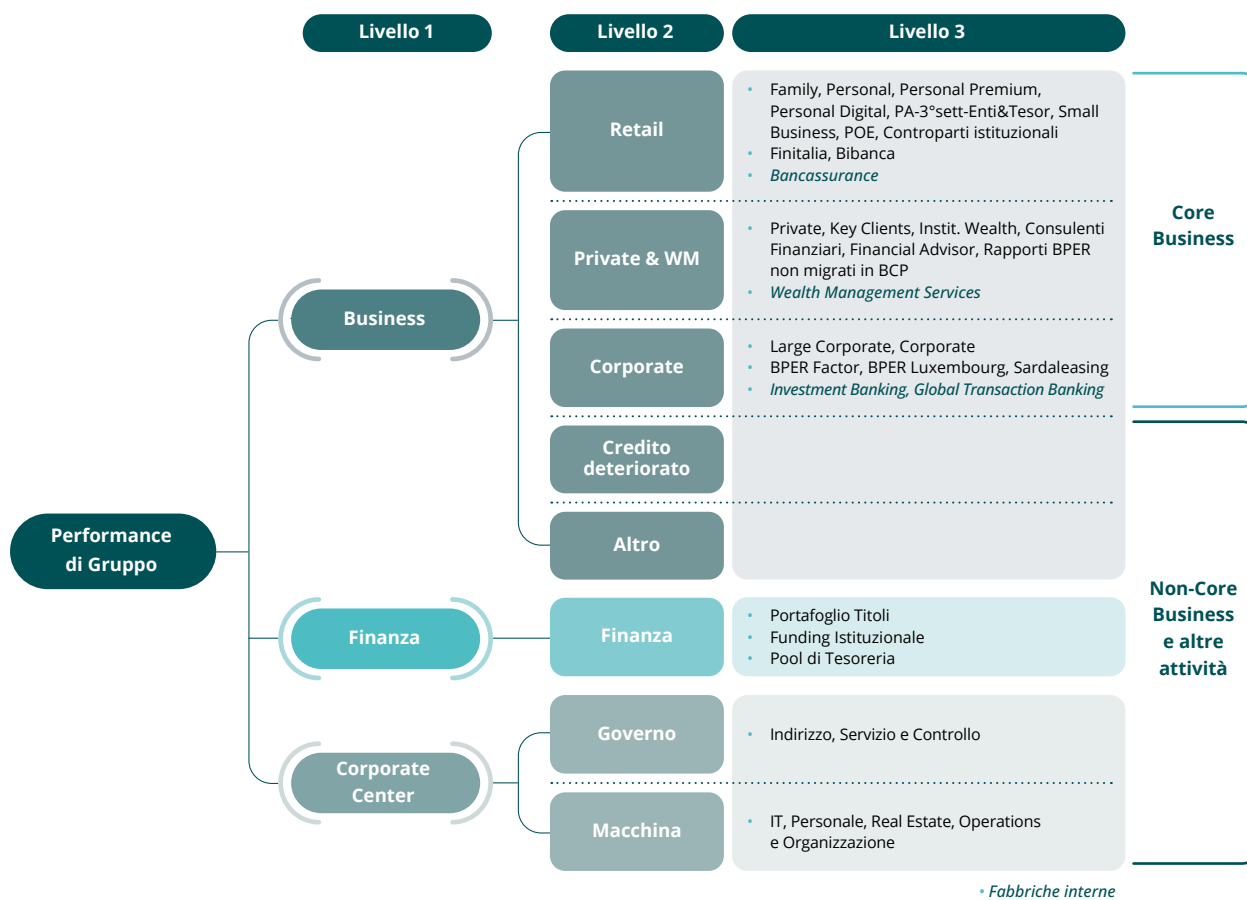 Livello 1
Livello 2
Livello 3
Retail
• Family, Personal, Personal Premium,
Personal Digital, PA-3°sett-Enti&Tesor, Small
Business, POE, Controparti istituzionali
• Finitalia, Bibanca
• Bancassurance
Core
Business
Private & WM
• Private, Key Clients, Instit. Wealth, Consulenti
Finanziari, Financial Advisor, Rapporti BPER
non migrati in BCP
• Wealth Management Services
Business
Corporate
• Large Corporate, Corporate
• BPER Factor, BPER Luxembourg, Sardaleasing
• Investment Banking, Global Transaction Banking
Credito
deteriorato
Altro
Performance
di Gruppo
Non-Core
Business
e altre
attività
Finanza
Finanza
• Portafoglio Titoli
• Funding Istituzionale
• Pool di Tesoreria
Corporate
Center
Governo
• Indirizzo, Servizio e Controllo
Macchina
• IT, Personale, Real Estate, Operations
e Organizzazione
• Fabbriche interne